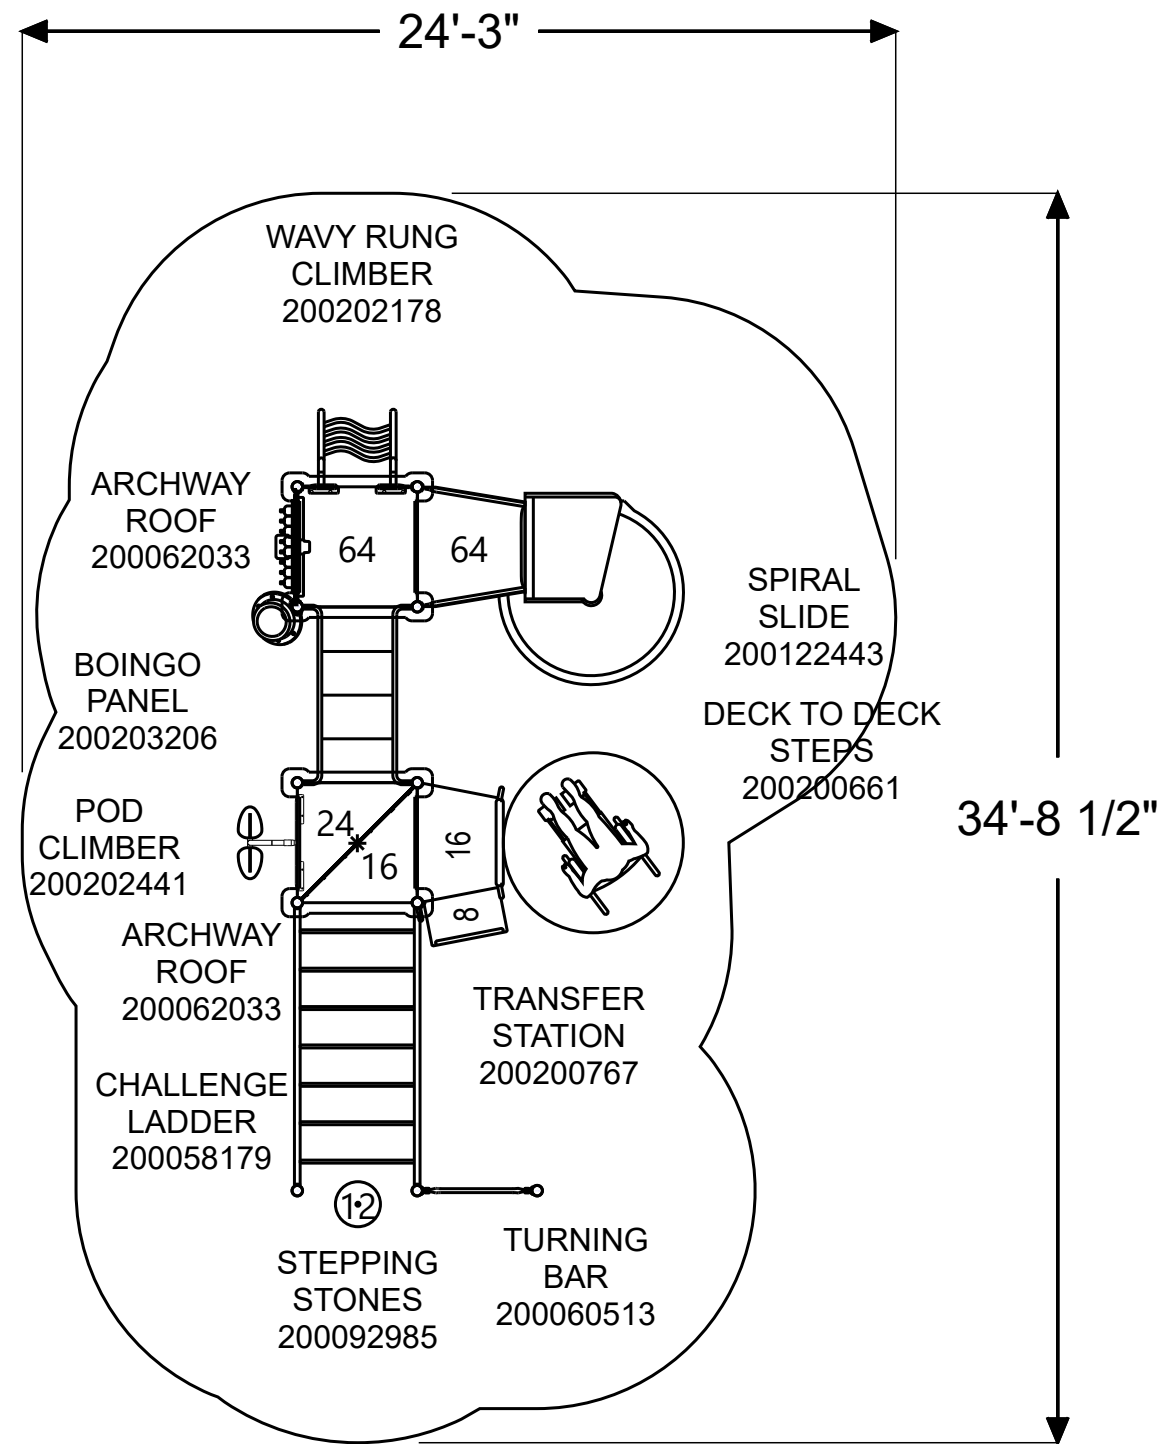 24'-3"
WAVY RUNG
CLIMBER
200202178
ARCHWAY
ROOF
200062033
64
64
SPIRAL
SLIDE
200122443
BOINGO
PANEL
200203206
DECK TO DECK
STEPS
200200661
34'-8 1/2"
POD
CLIMBER
200202441
24
16
16
8
ARCHWAY
ROOF
200062033
TRANSFER
STATION
200200767
CHALLENGE
LADDER
200058179
12
STEPPING
STONES
200092985
TURNING
BAR
200060513